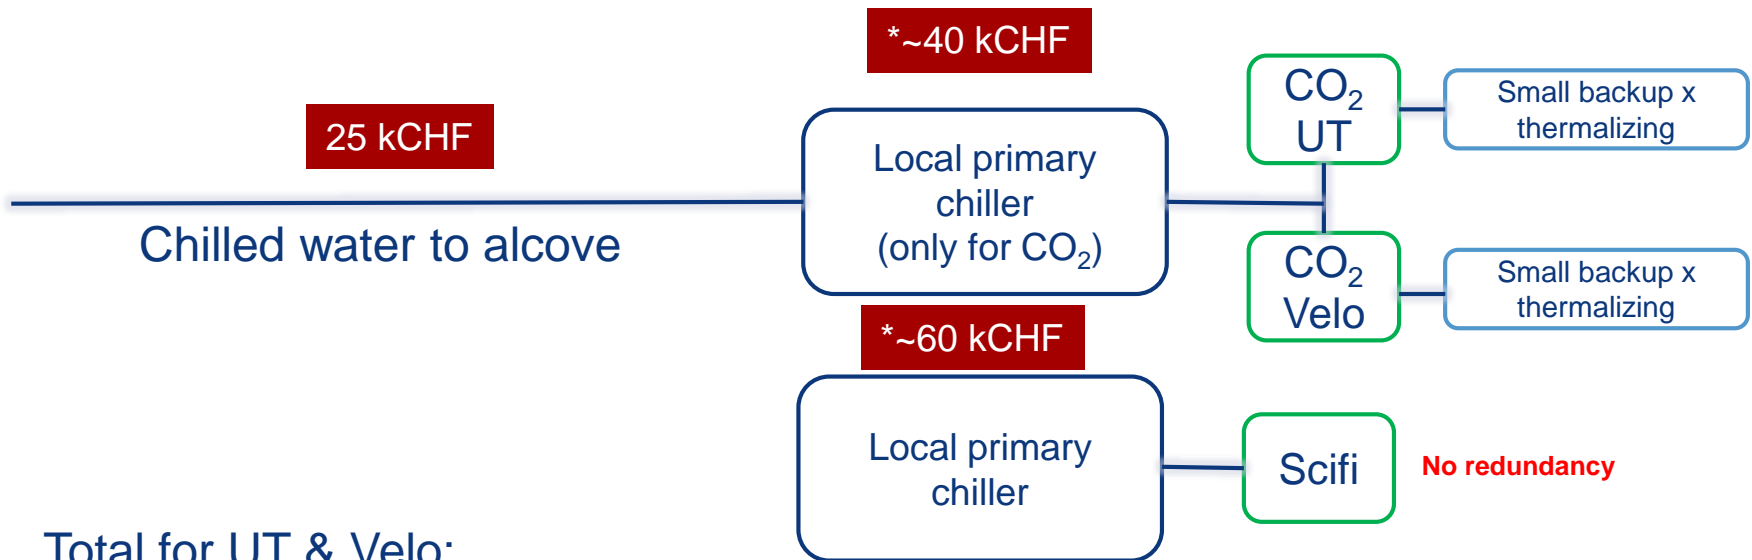 *~40 kCHF
25 kCHF
Chilled water to alcove
Local primary
chiller
(only for CO₂)
CO₂
UT
Small backup x
thermalizing
CO₂
Velo
Small backup x
thermalizing
*~60 kCHF
Local primary
chiller
Scifi
No redundancy
Total for UT & Velo: